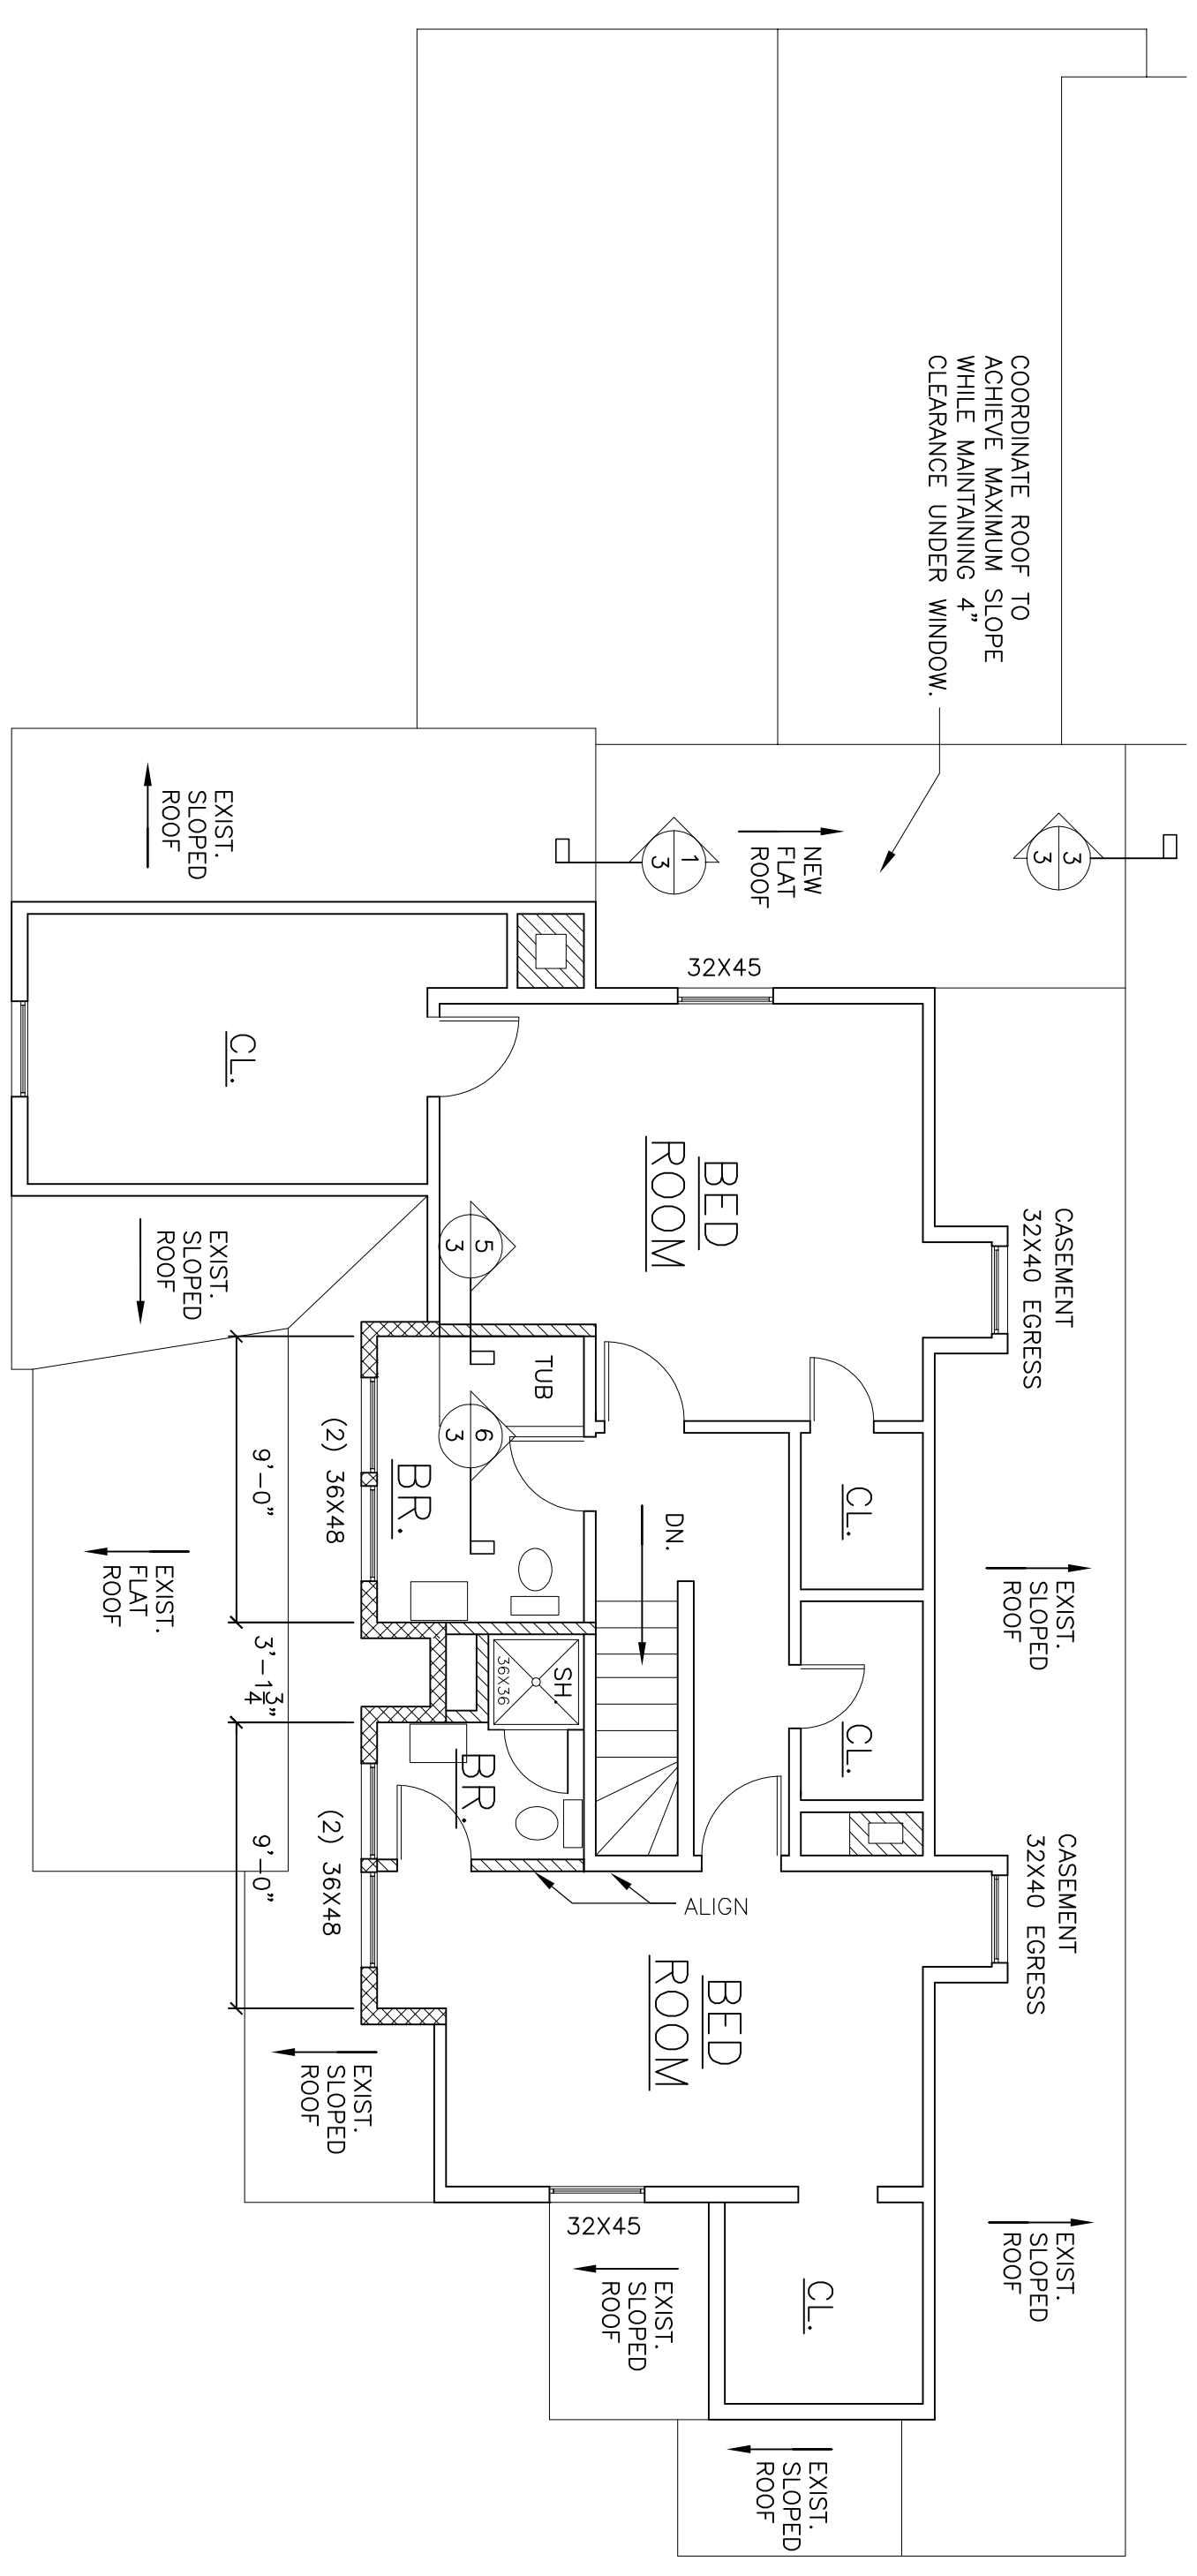 COORDINATE ROOF TO
ACHIEVE MAXIMUM SLOPE
WHILE MAINTAINING 4"
CLEARANCE UNDER WINDOW.
3
3
1
3
NEW
FLAT
ROOF
EXIST.
SLOPED
ROOF
32X45
CL.
BED
ROOM
CASEMENT
32X40 EGRESS
EXIST.
SLOPED
ROOF
5
3
TUB
6
3
BR.
(2) 36X48
9'-0"
CL.
DN.
EXIST.
SLOPED
ROOF
EXIST.
FLAT
ROOF
3'-1 3/4"
SH.
36X36
CL.
BR.
(2) 36X48
9'-0"
ALIGN
CASEMENT
32X40 EGRESS
BED
ROOM
EXIST.
SLOPED
ROOF
32X45
EXIST.
SLOPED
ROOF
CL.
EXIST.
SLOPED
ROOF
EXIST.
SLOPED
ROOF